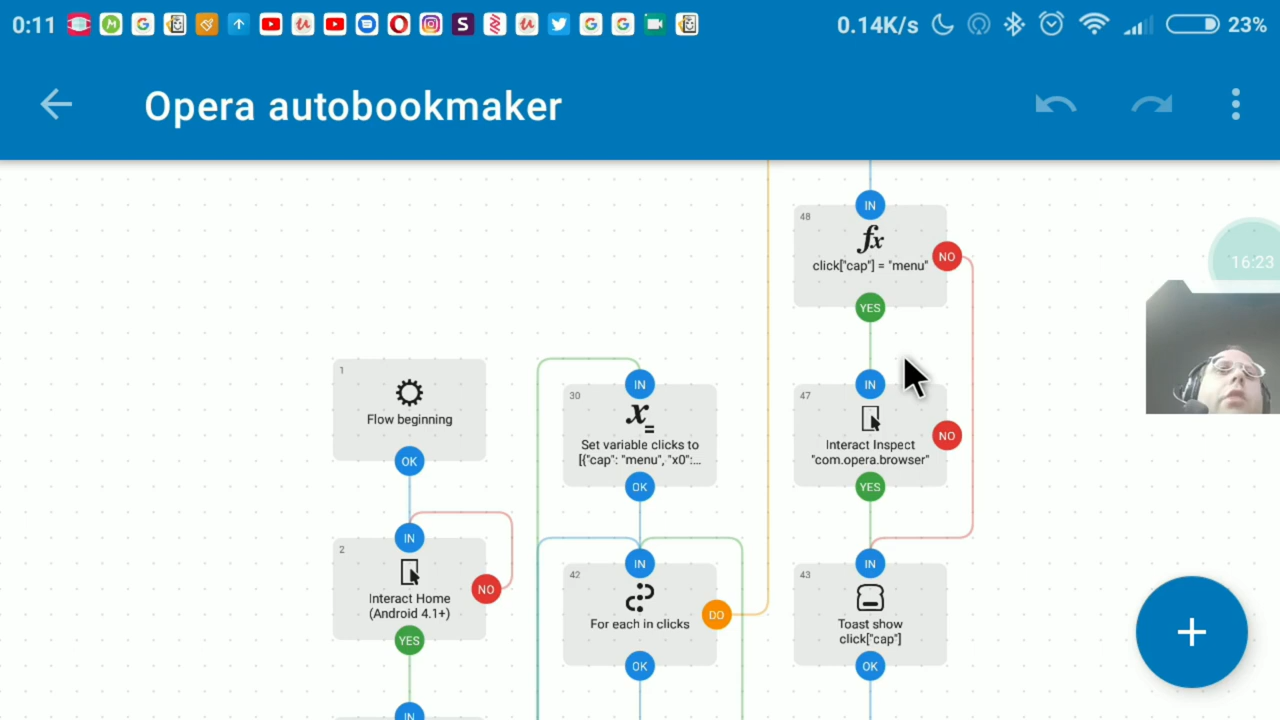 0:11
0.14K/s
23%
Opera autobookmaker
IN
48
click["cap"] = "menu"
NO
YES
16:23
1
Flow beginning
OK
IN
30
Set variable clicks to
[{"cap": "menu", "x0":...
OK
IN
47
Interact Inspect
"com.opera.browser"
NO
YES
IN
2
Interact Home
(Android 4.1+)
NO
YES
IN
IN
42
For each in clicks
DO
OK
IN
43
Toast show
click["cap"]
OK